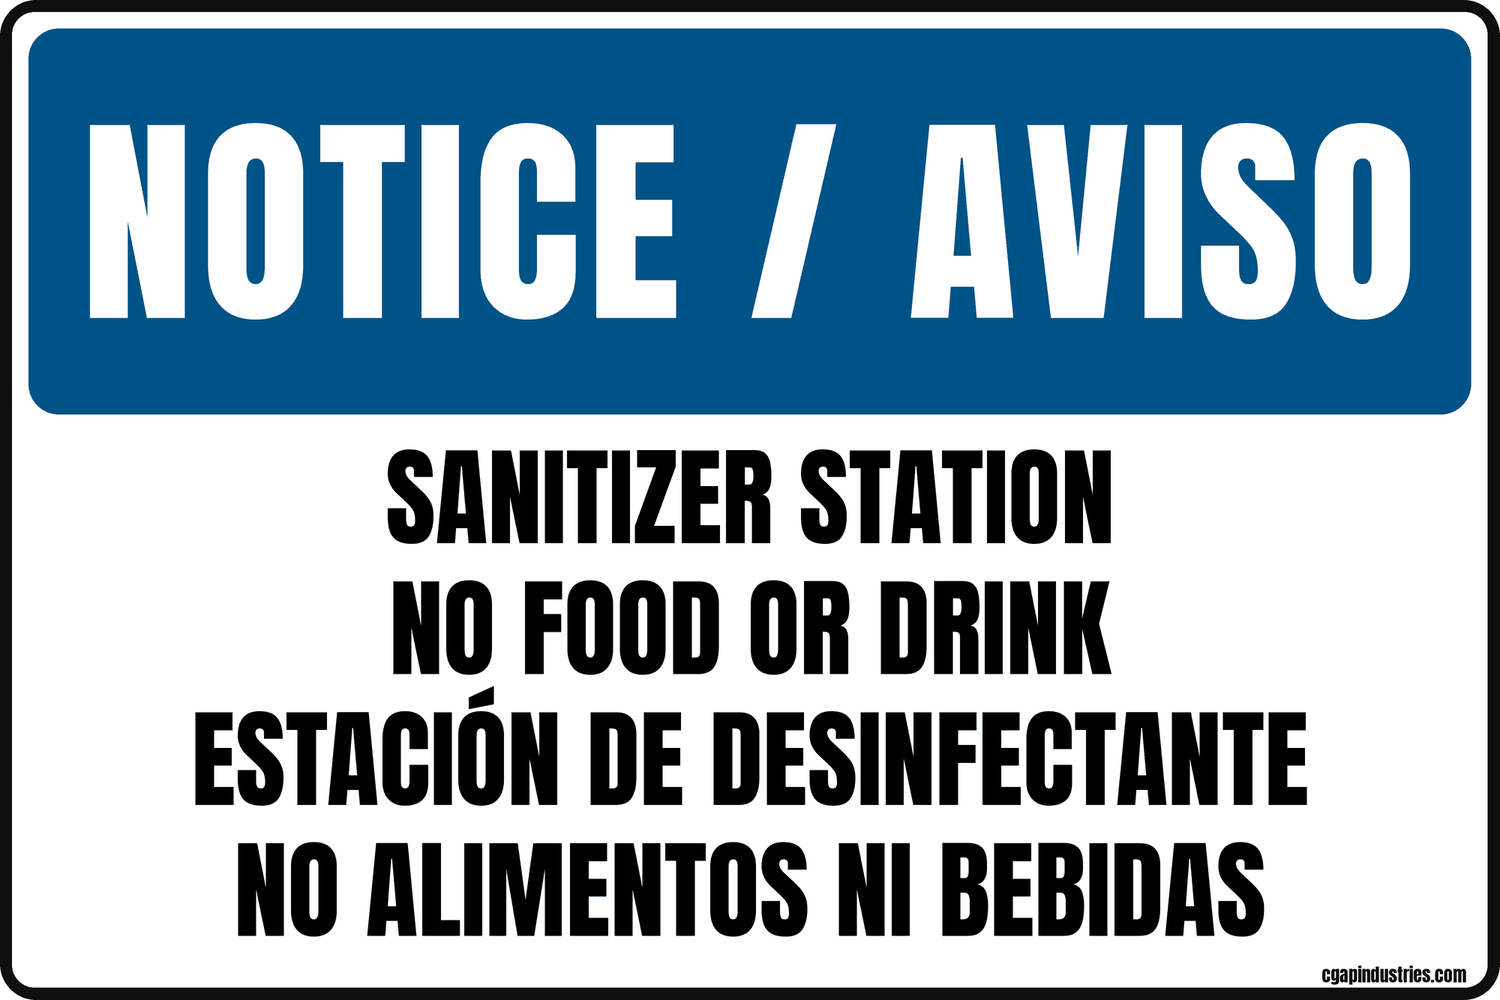 NOTICE / AVISO
SANITIZER STATION
NO FOOD OR DRINK
ESTACIÓN DE DESINFECTANTE
NO ALIMENTOS NI BEBIDAS
cgapindustries.com